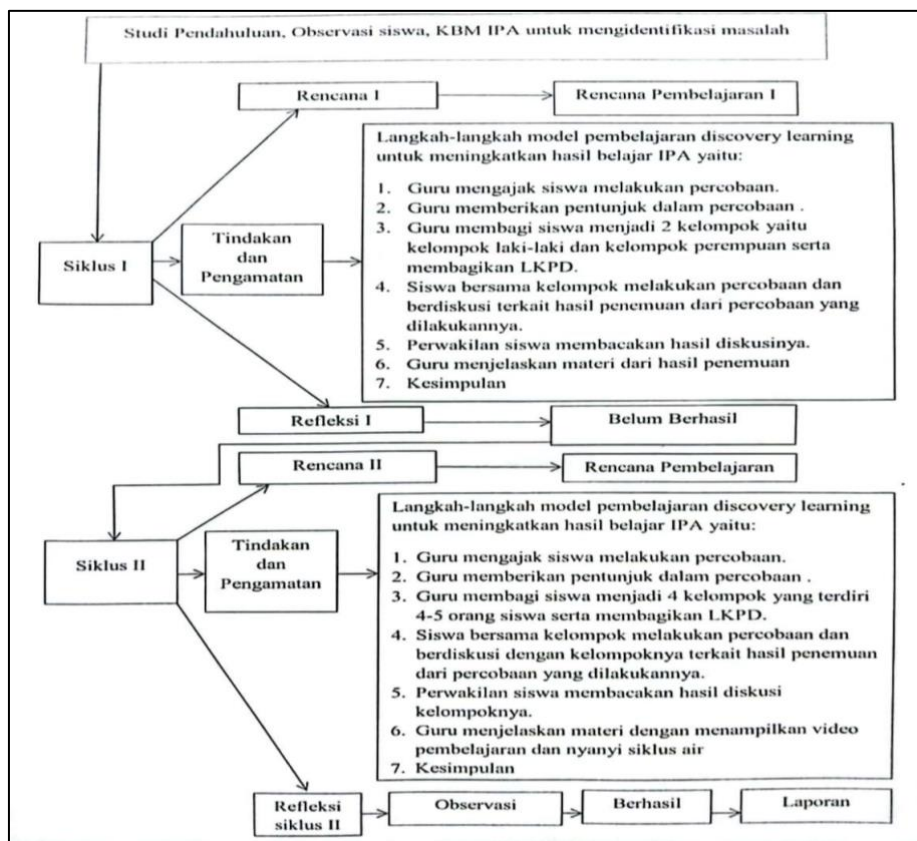 Studi Pendahuluan, Observasi siswa, KBM IPA untuk mengidentifikasi masalah
Rencana I
Rencana Pembelajaran I
Siklus I
Tindakan
dan
Pengamatan
Langkah-langkah model pembelajaran discovery learning
untuk meningkatkan hasil belajar IPA yaitu:
1. Guru mengajak siswa melakukan percobaan.
2. Guru memberikan pentunjuk dalam percobaan .
3. Guru membagi siswa menjadi 2 kelompok yaitu
kelompok laki-laki dan kelompok perempuan serta
membagikan LKPD.
4. Siswa bersama kelompok melakukan percobaan dan
berdiskusi terkait hasil penemuan dari percobaan yang
dilakukannya.
5. Perwakilan siswa membacakan hasil diskusinya.
6. Guru menjelaskan materi dari hasil penemuan
7. Kesimpulan
Refleksi I
Belum Berhasil
Rencana II
Rencana Pembelajaran
Siklus II
Tindakan
dan
Pengamatan
Langkah-langkah model pembelajaran discovery learning
untuk meningkatkan hasil belajar IPA yaitu:
1. Guru mengajak siswa melakukan percobaan.
2. Guru memberikan pentunjuk dalam percobaan .
3. Guru membagi siswa menjadi 4 kelompok yang terdiri
4-5 orang siswa serta membagikan LKPD.
4. Siswa bersama kelompok melakukan percobaan dan
berdiskusi dengan kelompoknya terkait hasil penemuan
dari percobaan yang dilakukannya.
5. Perwakilan siswa membacakan hasil diskusi
kelompoknya.
6. Guru menjelaskan materi dengan menampilkan video
pembelajaran dan nyanyi siklus air
7. Kesimpulan
Refleksi
siklus II
Observasi
Berhasil
Laporan